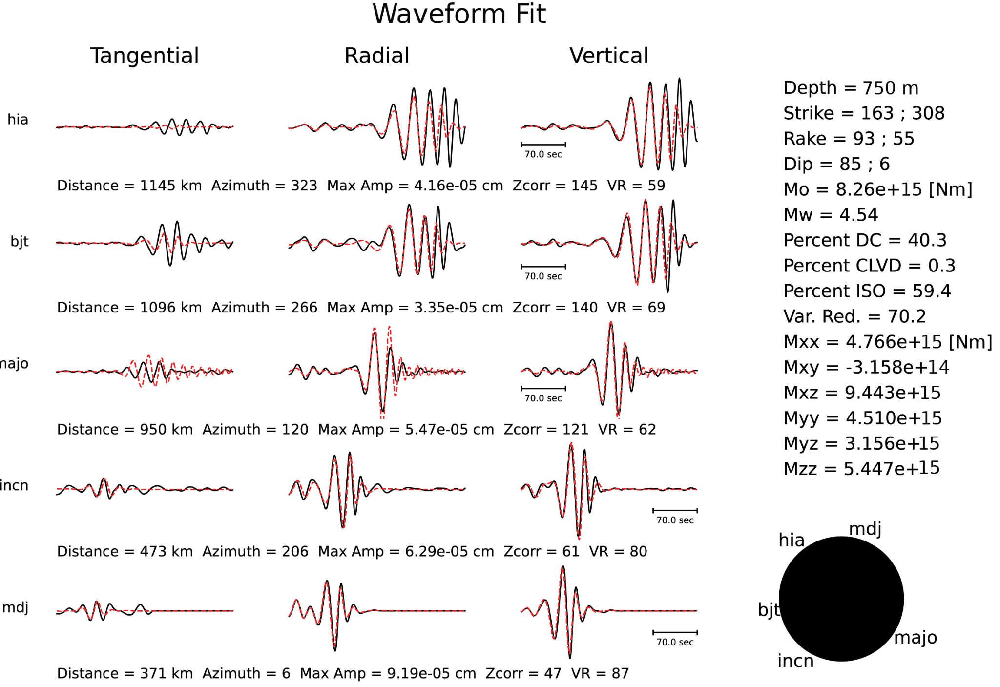 Waveform Fit
Tangential Radial Vertical
hia
70.0 sec
Distance = 1145 km Azimuth = 323 Max Amp = 4.16e-05 cm Zcorr = 145 VR = 59
bjt
70.0 sec
Distance = 1096 km Azimuth = 266 Max Amp = 3.35e-05 cm Zcorr = 140 VR = 69
majo
70.0 sec
Distance = 950 km Azimuth = 120 Max Amp = 5.47e-05 cm Zcorr = 121 VR = 62
incn
70.0 sec
Distance = 473 km Azimuth = 206 Max Amp = 6.29e-05 cm Zcorr = 61 VR = 80
mdj
70.0 sec
Distance = 371 km Azimuth = 6 Max Amp = 9.19e-05 cm Zcorr = 47 VR = 87
Depth = 750 m
Strike = 163 ; 308
Rake = 93 ; 55
Dip = 85 ; 6
Mo = 8.26e+15 [Nm]
Mw = 4.54
Percent DC = 40.3
Percent CLVD = 0.3
Percent ISO = 59.4
Var. Red. = 70.2
Mxx = 4.766e+15 [Nm]
Mxy = -3.158e+14
Mxz = 9.443e+15
Myy = 4.510e+15
Myz = 3.156e+15
Mzz = 5.447e+15
mdj
hia
bjt
majo
incn